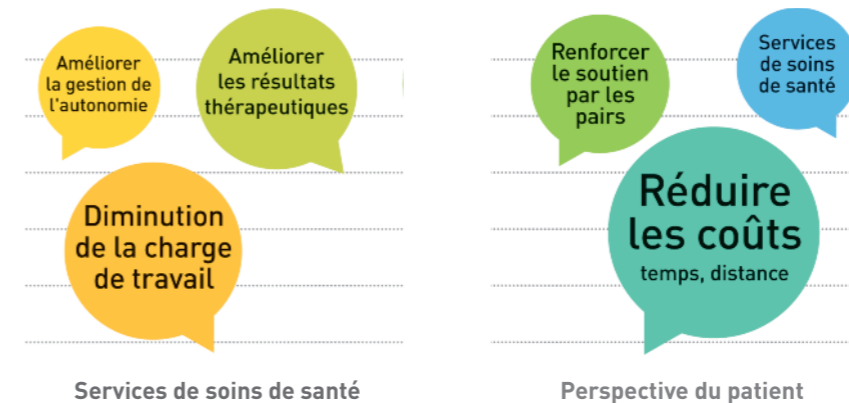 Améliorer
la gestion de
l'autonomie
Améliorer
les résultats
thérapeutiques
Diminution
de la charge
de travail
Services de soins de santé
Renforcer
le soutien
par les
pairs
Services
de soins
de santé
Réduire
les coûts
temps, distance
Perspective du patient